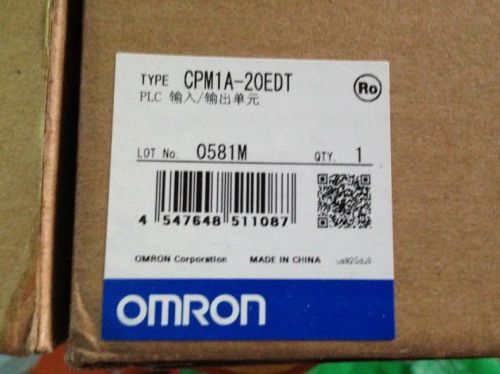 TYPE CPM1A-20EDT
Ro
PLC 输入/输出单元
LOT No. 0581M QTY. 1
4 547648 511087
OMRON Corporation MADE IN CHINA
OMRON